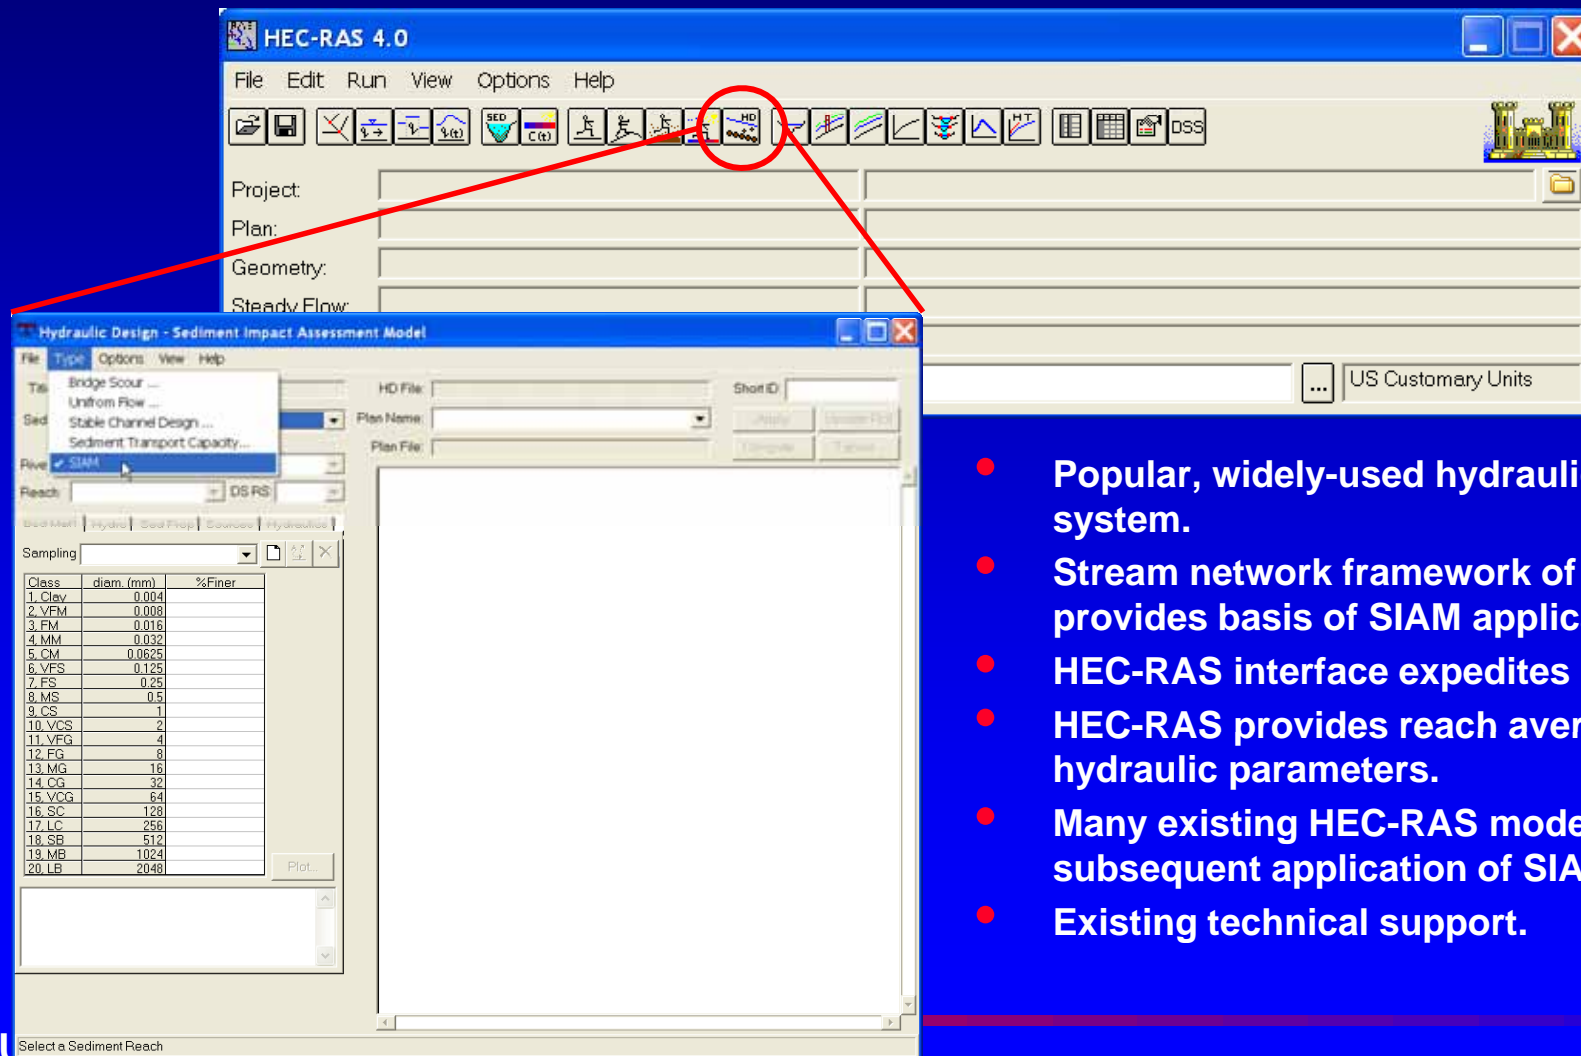 HEC-RAS 4.0
File Edit Run View Options Help
SED C(t) HD HT DSS
Project:
Plan:
Geometry:
Steady Flow:
US Customary Units
Hydraulic Design - Sediment Impact Assessment Model
File Type Options View Help
Bridge Scour ...
Unifrom Flow ...
Stable Channel Design ...
Sediment Transport Capacity...
SIAM
HD File:
Short ID:
Sed
Plan Name:
Plan File:
Reach:
DS RS:
Sampling
Class diam. (mm) %Finer
1, Clay 0.004
2, VFM 0.008
3, FM 0.016
4, MM 0.032
5, CM 0.0625
6, VFS 0.125
7, FS 0.25
8, MS 0.5
9, CS 1
10, VCS 2
11, VFG 4
12, FG 8
13, MG 16
14, CG 32
15, VCG 64
16, SC 128
17, LC 256
18, SB 512
19, MB 1024
20, LB 2048
Plot...
Select a Sediment Reach
Popular, widely-used hydrauli
system.
Stream network framework of
provides basis of SIAM applic
HEC-RAS interface expedites
HEC-RAS provides reach aver
hydraulic parameters.
Many existing HEC-RAS mode
subsequent application of SIA
Existing technical support.